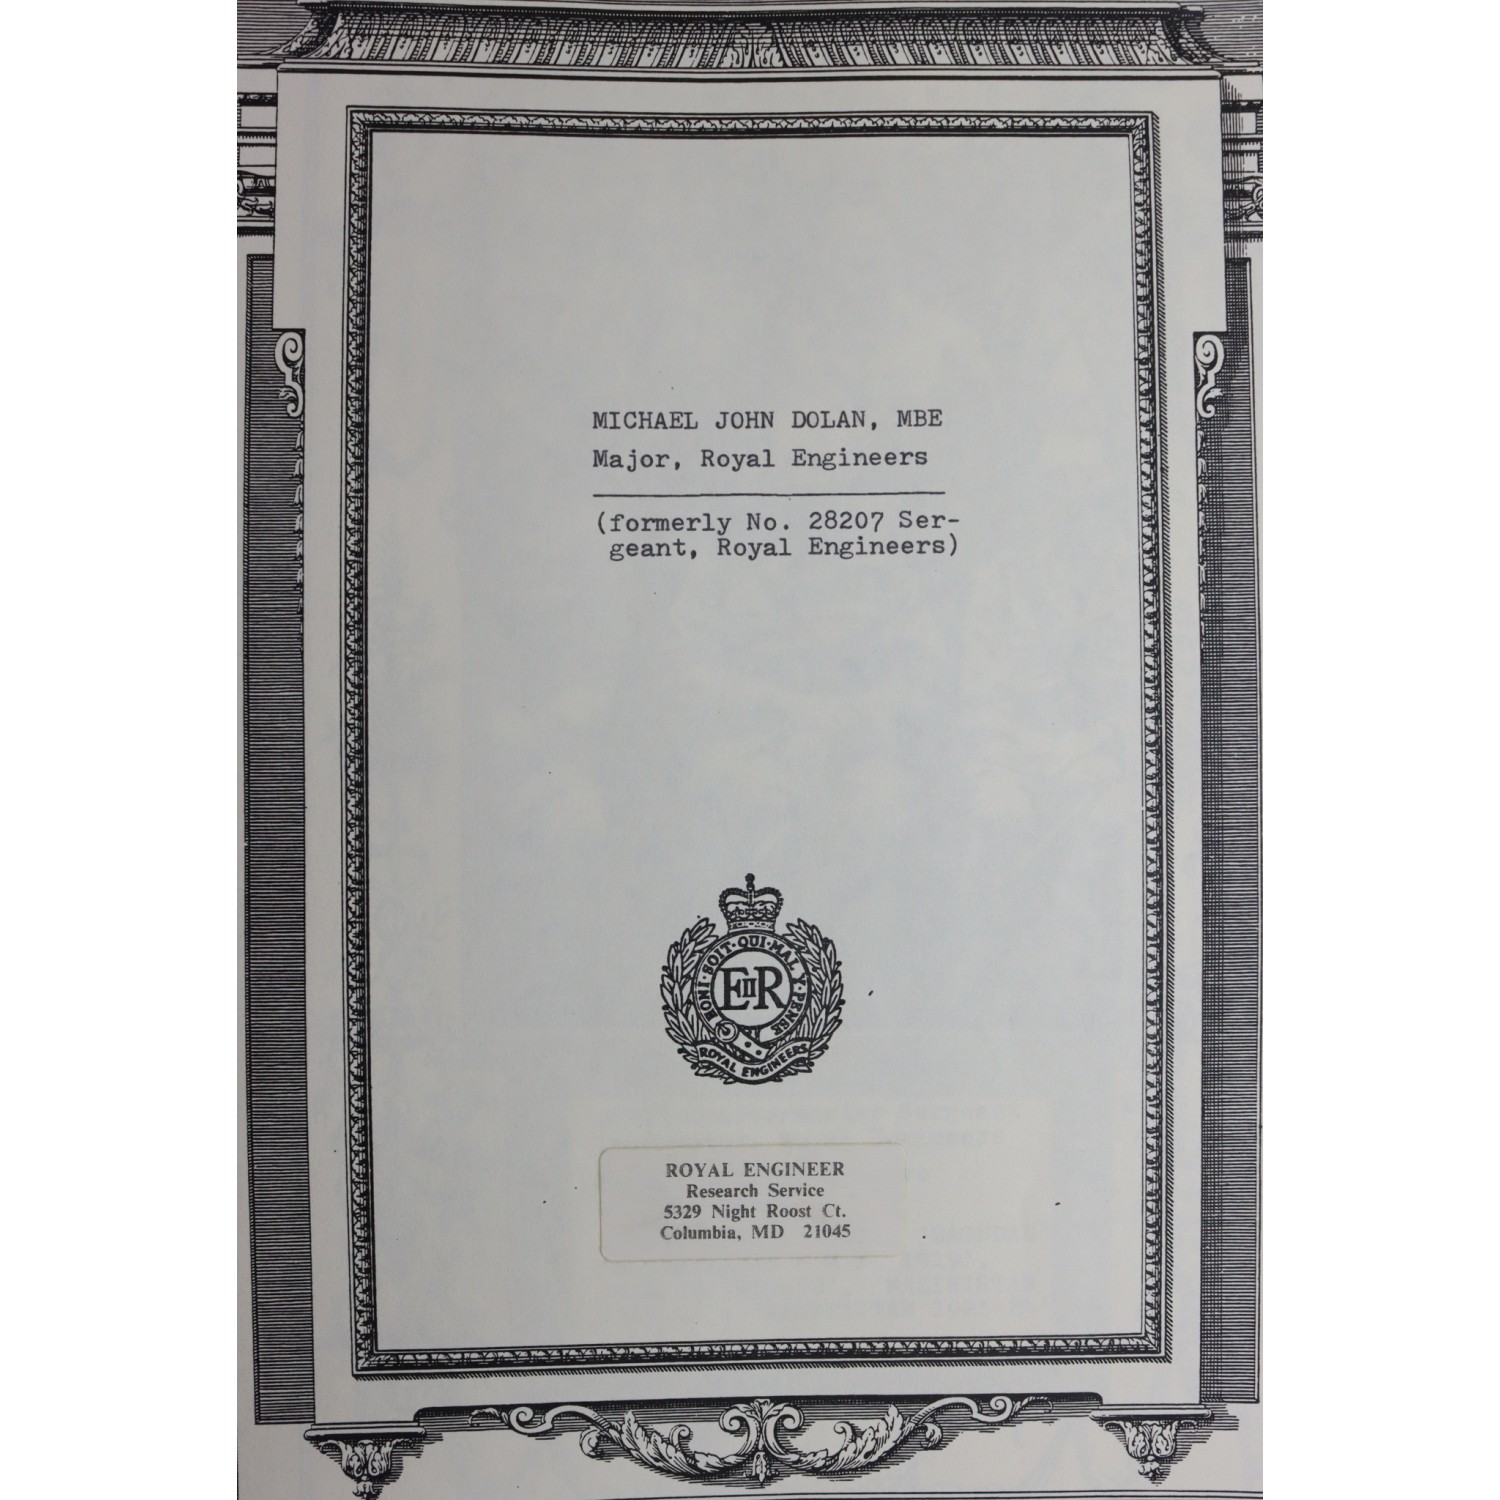 MICHAEL JOHN DOLAN, MBE
Major, Royal Engineers
(formerly No. 28207 Ser-
geant, Royal Engineers)
HONI·SOIT·QUI·MAL·Y·PENSE
EIIR
ROYAL ENGINEERS
ROYAL ENGINEER
Research Service
5329 Night Roost Ct.
Columbia, MD 21045